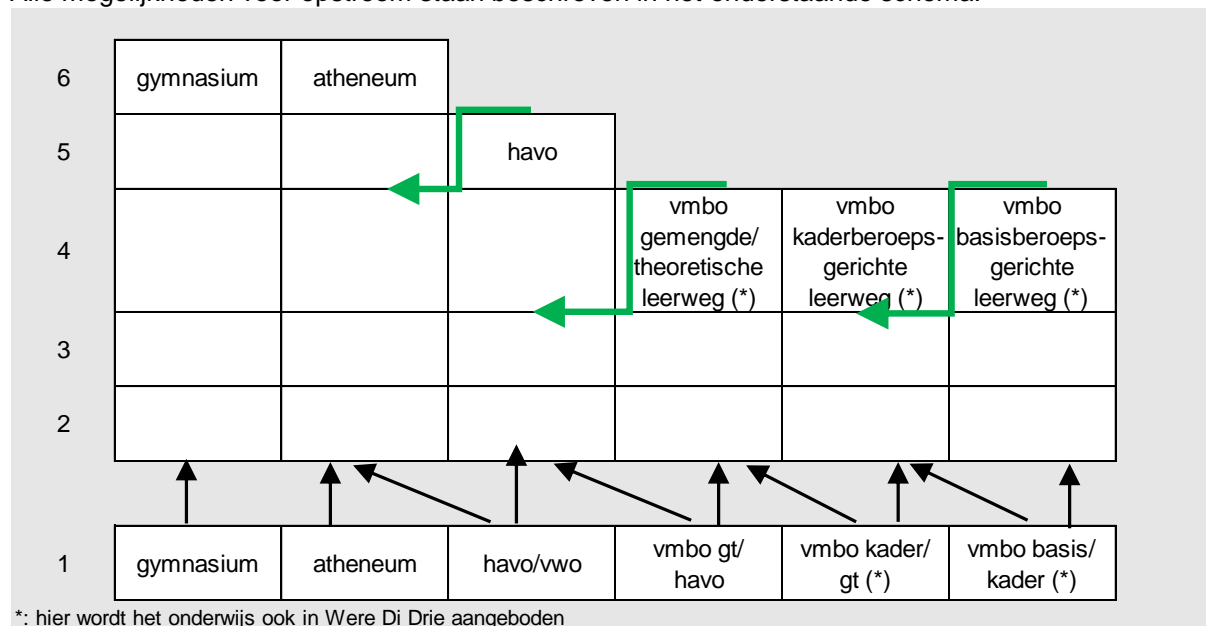 Alle mogelijkheden voor opstroom staan beschreven in het onderstaande schema.
6
gymnasium
atheneum
5
havo
4
vmbo
gemengde/
theoretische
leerweg (*)
vmbo
kaderberoeps-
gerichte
leerweg (*)
vmbo
basisberoeps-
gerichte
leerweg (*)
3
2
1
gymnasium
atheneum
havo/vwo
vmbo gt/
havo
vmbo kader/
gt (*)
vmbo basis/
kader (*)
*: hier wordt het onderwijs ook in Were Di Drie aangeboden